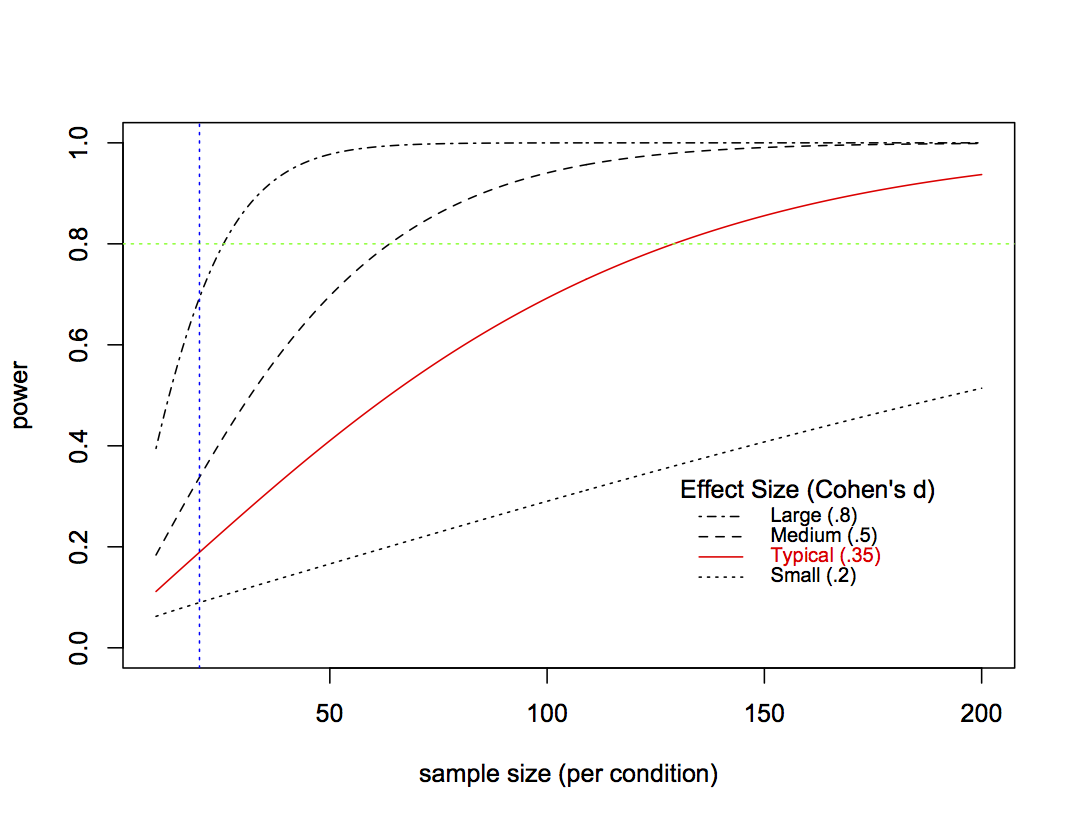 1.0
0.8
0.6
0.4
0.2
0.0
power
Effect Size (Cohen's d)
Large (.8)
Medium (.5)
Typical (.35)
Small (.2)
50 100 150 200
sample size (per condition)